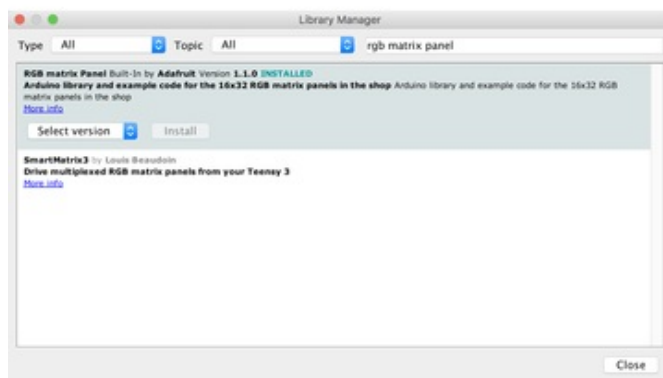 Library Manager
Type All Topic All rgb matrix panel
RGB matrix Panel Built-In by Adafruit Version 1.1.0 INSTALLED
Arduino library and example code for the 16x32 RGB matrix panels in the shop Arduino library and example code for the 16x32 RGB
matrix panels in the shop
More info
Select version Install
SmartMatrix3 by Louis Beaudoin
Drive multiplexed RGB matrix panels from your Teensy 3
More info
Close